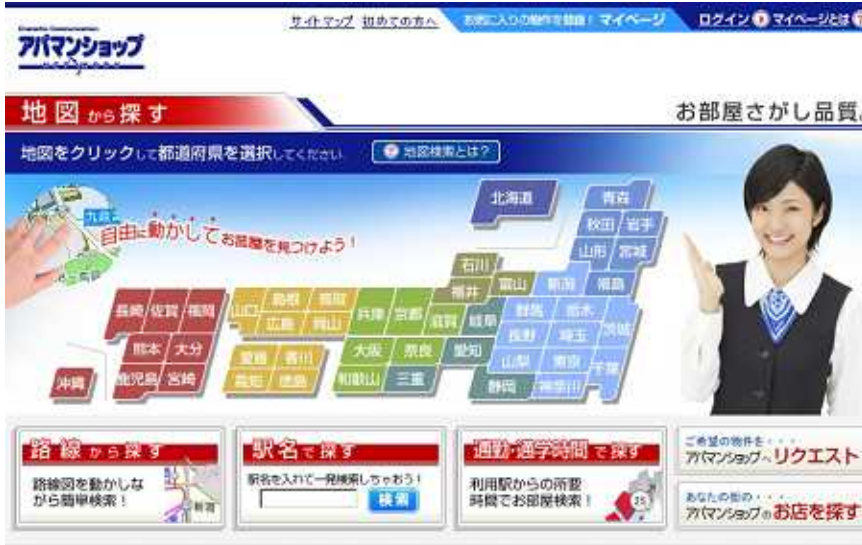 アパマンショップ
サイトマップ 初めての方へ お気に入りの物件を登録! マイページ ログイン マイページとは
地図から探す
お部屋さがし品質。
地図をクリックして都道府県を選択してください
地図検索とは?
九段
自由に動かしてお部屋を見つけよう!
北海道 青森
秋田 岩手
山形 宮城
石川
福井 富山 新潟 福島
長崎 佐賀 福岡 山口 島根 鳥取 兵庫 京都 滋賀 岐阜 群馬 栃木 茨城
広島 岡山
長野 埼玉
熊本 大分 愛媛 香川 大阪 奈良 愛知 山梨 東京 千葉
沖縄 鹿児島 宮崎 高知 徳島 和歌山 三重 静岡 神奈川
路線から探す
路線図を動かしな
がら簡単検索!
新宿
駅名で探す
駅名を入れて一発検索しちゃおう!
検索
通勤・通学時間で探す
利用駅からの所要
時間でお部屋検索!
25
ご希望の物件を・・・
アパマンショップへリクエスト
あなたの街の・・・
アパマンショップのお店を探す